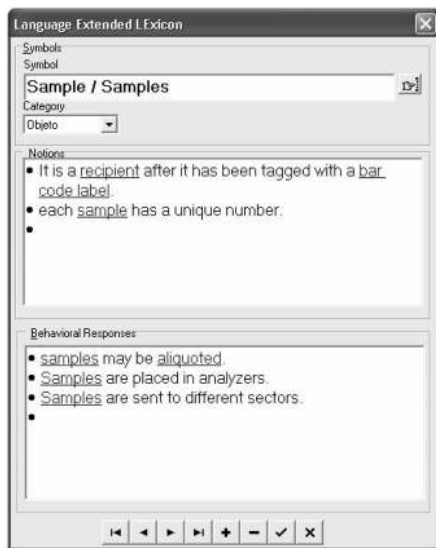 Language Extended LExicon
Symbols
Symbol
Sample / Samples
Category
Objeto
Notions
• It is a recipient after it has been tagged with a bar
code label.
• each sample has a unique number.
•
Behavioral Responses
• samples may be aliquoted.
• Samples are placed in analyzers.
• Samples are sent to different sectors.
•